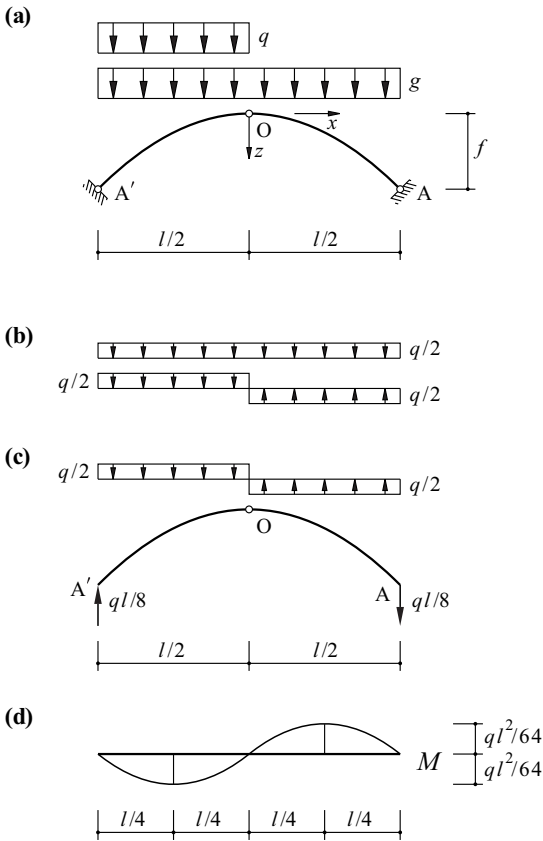 (a)
q
g
O
x
z
f
A′
A
l/2
l/2
(b)
q/2
q/2
q/2
(c)
q/2
q/2
O
A′
ql/8
A
ql/8
l/2
l/2
(d)
ql²/64
M
ql²/64
l/4
l/4
l/4
l/4